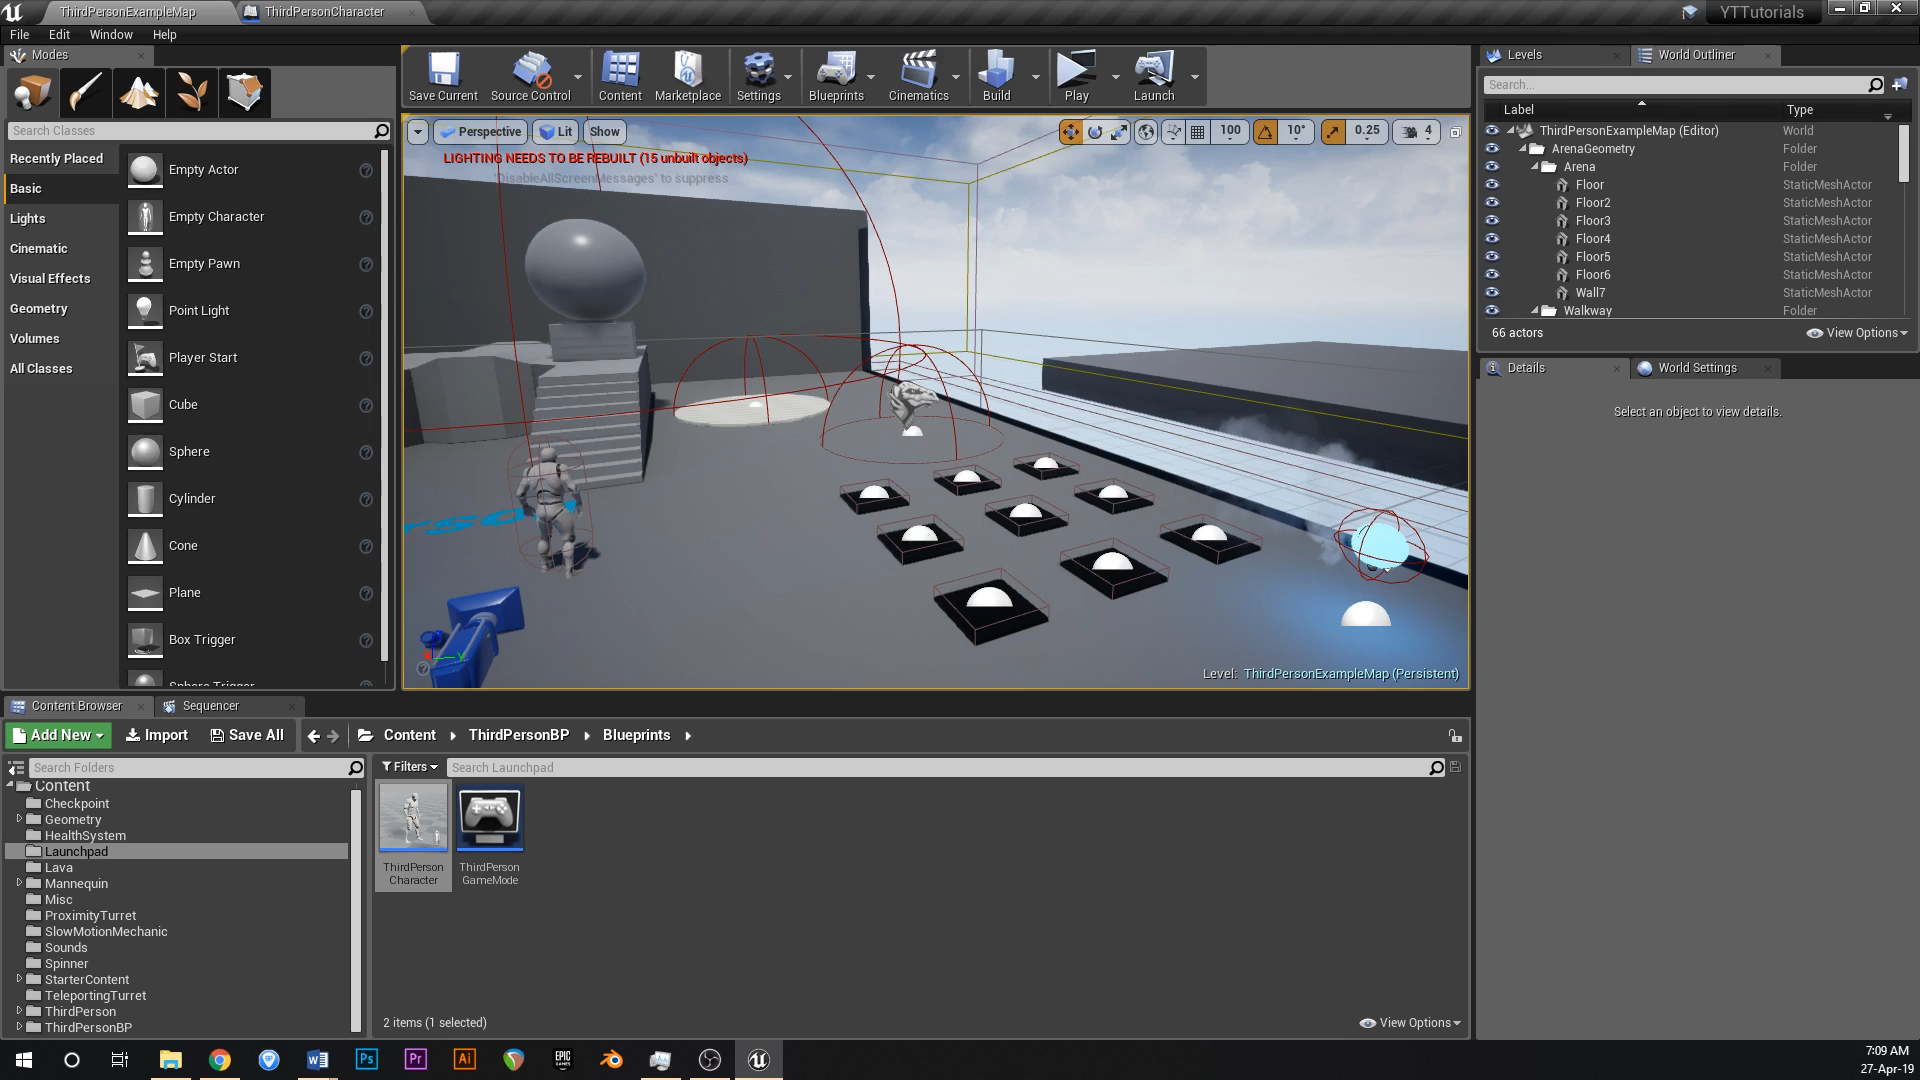 ThirdPersonExampleMap
ThirdPersonCharacter
YTTutorials
File Edit Window Help
Modes
Search Classes
Recently Placed
Basic
Lights
Cinematic
Visual Effects
Geometry
Volumes
All Classes
Empty Actor
Empty Character
Empty Pawn
Point Light
Player Start
Cube
Sphere
Cylinder
Cone
Plane
Box Trigger
Sphere Trigger
Save Current
Source Control
Content
Marketplace
Settings
Blueprints
Cinematics
Build
Play
Launch
Perspective
Lit
Show
100
10°
0.25
4
LIGHTING NEEDS TO BE REBUILT (15 unbuilt objects)
'DisableAllScreenMessages' to suppress
Y
Level: ThirdPersonExampleMap (Persistent)
Levels
World Outliner
Search...
Label Type
ThirdPersonExampleMap (Editor) World
ArenaGeometry Folder
Arena Folder
Floor StaticMeshActor
Floor2 StaticMeshActor
Floor3 StaticMeshActor
Floor4 StaticMeshActor
Floor5 StaticMeshActor
Floor6 StaticMeshActor
Wall7 StaticMeshActor
Walkway Folder
66 actors
View Options
Details
World Settings
Select an object to view details.
Content Browser
Sequencer
Add New
Import
Save All
Content
ThirdPersonBP
Blueprints
Search Folders
Content
Checkpoint
Geometry
HealthSystem
Launchpad
Lava
Mannequin
Misc
ProximityTurret
SlowMotionMechanic
Sounds
Spinner
StarterContent
TeleportingTurret
ThirdPerson
ThirdPersonBP
Filters
Search Launchpad
ThirdPerson
Character
ThirdPerson
GameMode
2 items (1 selected)
View Options
Ps
Pr
Ai
EPIC
GAMES
7:09 AM
27-Apr-19